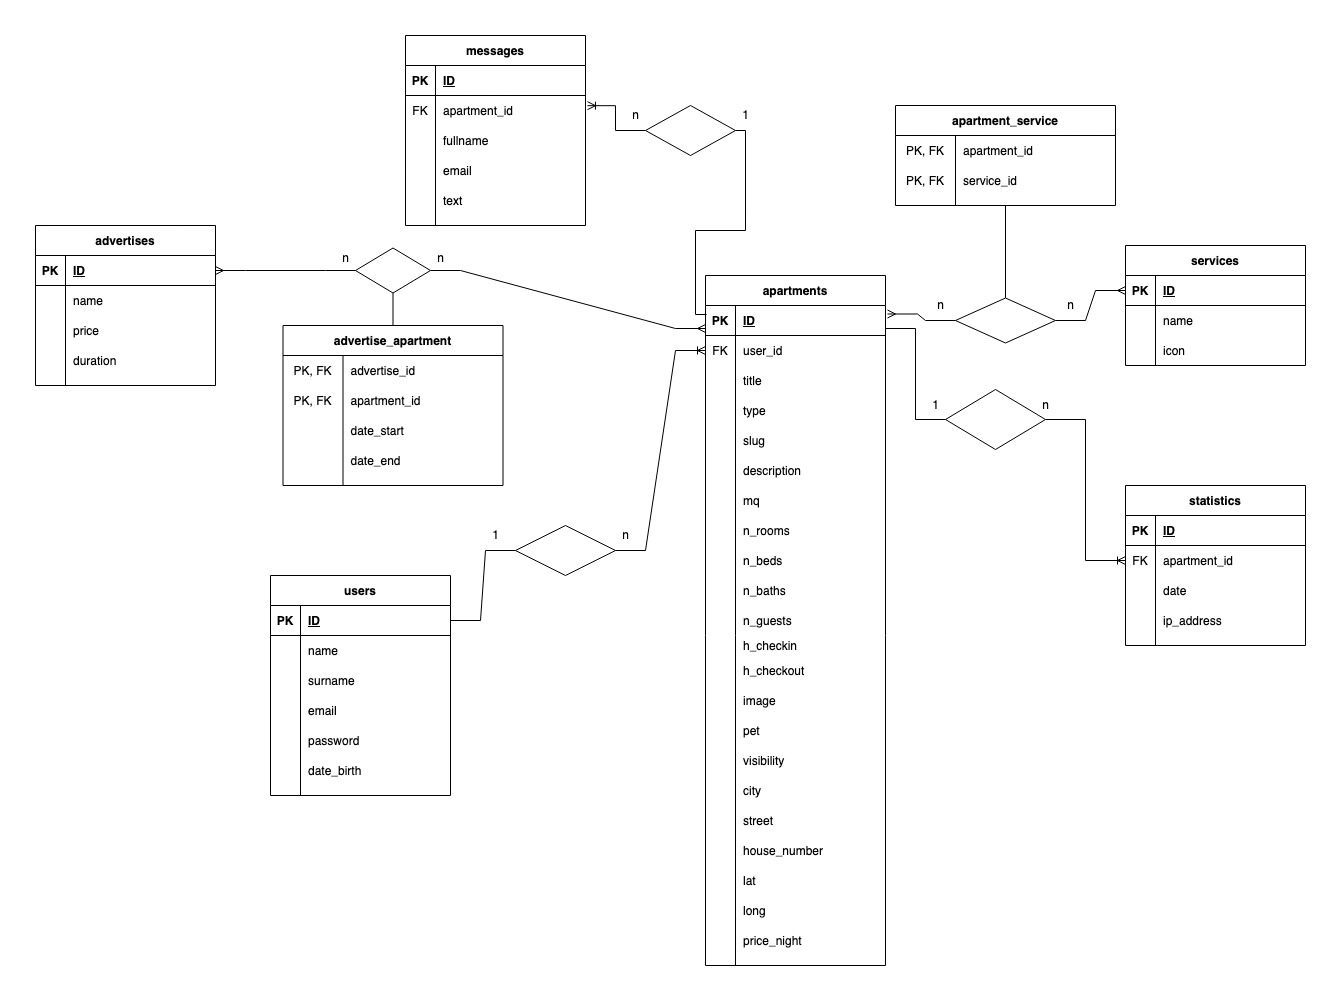 messages
PK ID
FK apartment_id
fullname
email
text
n
1
apartment_service
PK, FK apartment_id
PK, FK service_id
advertises
PK ID
name
price
duration
n
n
advertise_apartment
PK, FK advertise_id
PK, FK apartment_id
date_start
date_end
apartments
PK ID
FK user_id
title
type
slug
description
mq
n_rooms
n_beds
n_baths
n_guests
h_checkin
h_checkout
image
pet
visibility
city
street
house_number
lat
long
price_night
n
n
services
PK ID
name
icon
1
n
statistics
PK ID
FK apartment_id
date
ip_address
1
n
users
PK ID
name
surname
email
password
date_birth